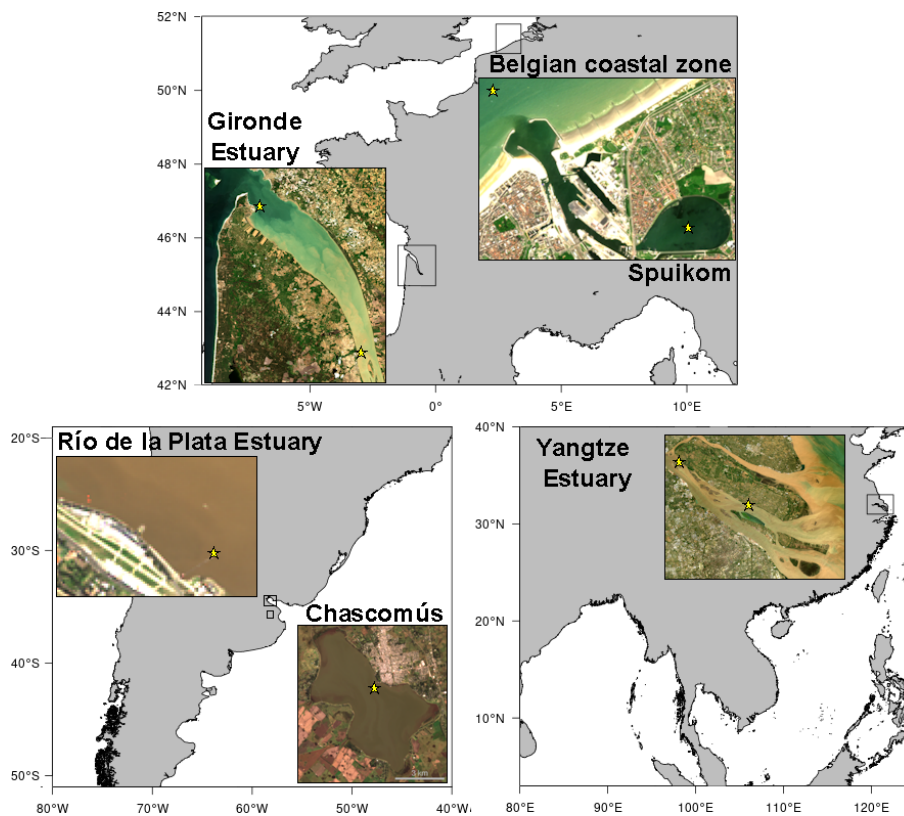 52°N
Belgian coastal zone
50°N
Gironde
Estuary
48°N
46°N
44°N
Spuikom
42°N
5°W
0°
5°E
10°E
Río de la Plata Estuary
20°S
30°S
40°S
50°S
Chascomús
3 km
80°W
70°W
60°W
50°W
40°W
40°N
Yangtze
Estuary
30°N
20°N
10°N
80°E
90°E
100°E
110°E
120°E